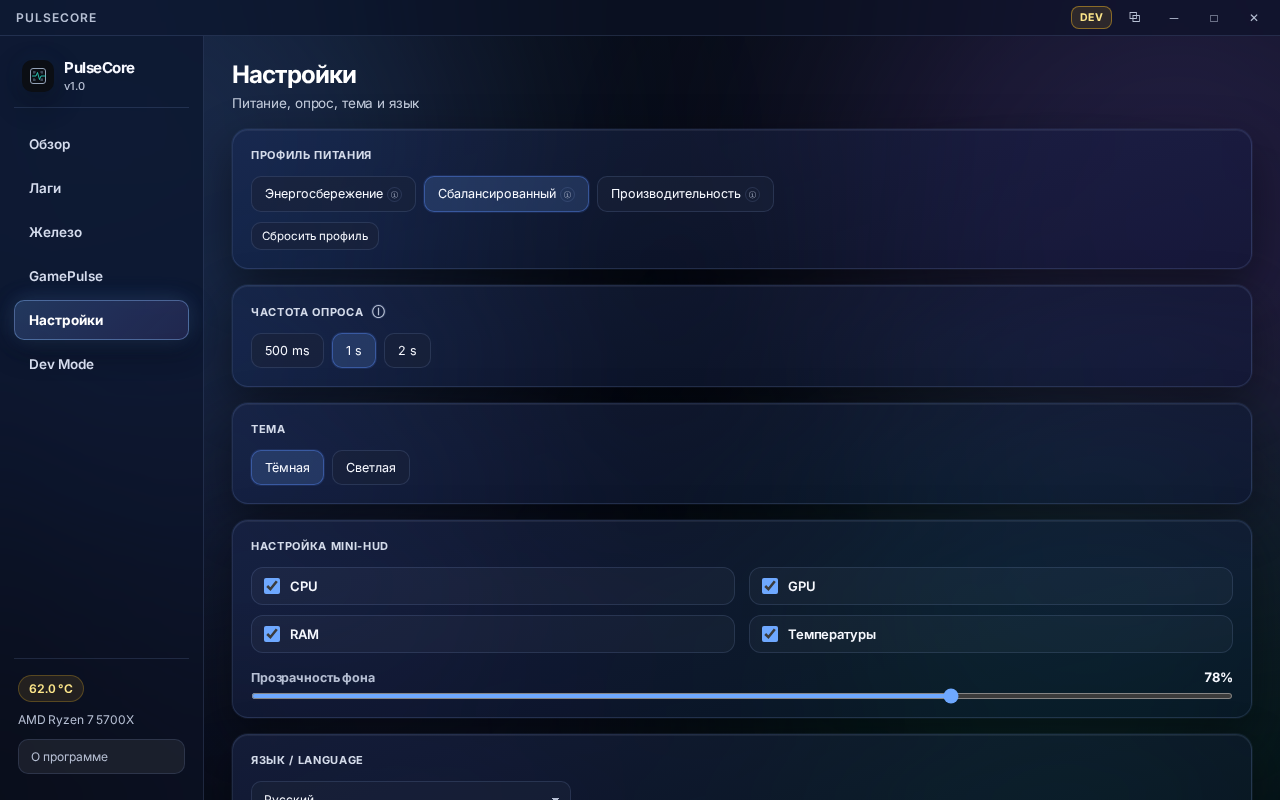 PULSECORE
DEV
PulseCore
v1.0
Обзор
Лаги
Железо
GamePulse
Настройки
Dev Mode
62.0 °C
AMD Ryzen 7 5700X
О программе
Настройки
Питание, опрос, тема и язык
ПРОФИЛЬ ПИТАНИЯ
Энергосбережение ⓘ Сбалансированный ⓘ Производительность ⓘ
Сбросить профиль
ЧАСТОТА ОПРОСА ⓘ
500 ms 1 s 2 s
ТЕМА
Тёмная Светлая
НАСТРОЙКА MINI-HUD
CPU GPU
RAM Температуры
Прозрачность фона 78%
ЯЗЫК / LANGUAGE
Русский